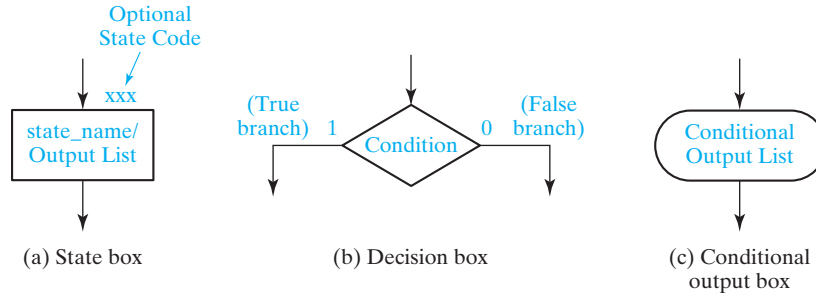 Optional
State Code
xxx
state_name/
Output List
(a) State box
(True
branch)
1
Condition
0
(False
branch)
(b) Decision box
Conditional
Output List
(c) Conditional
output box